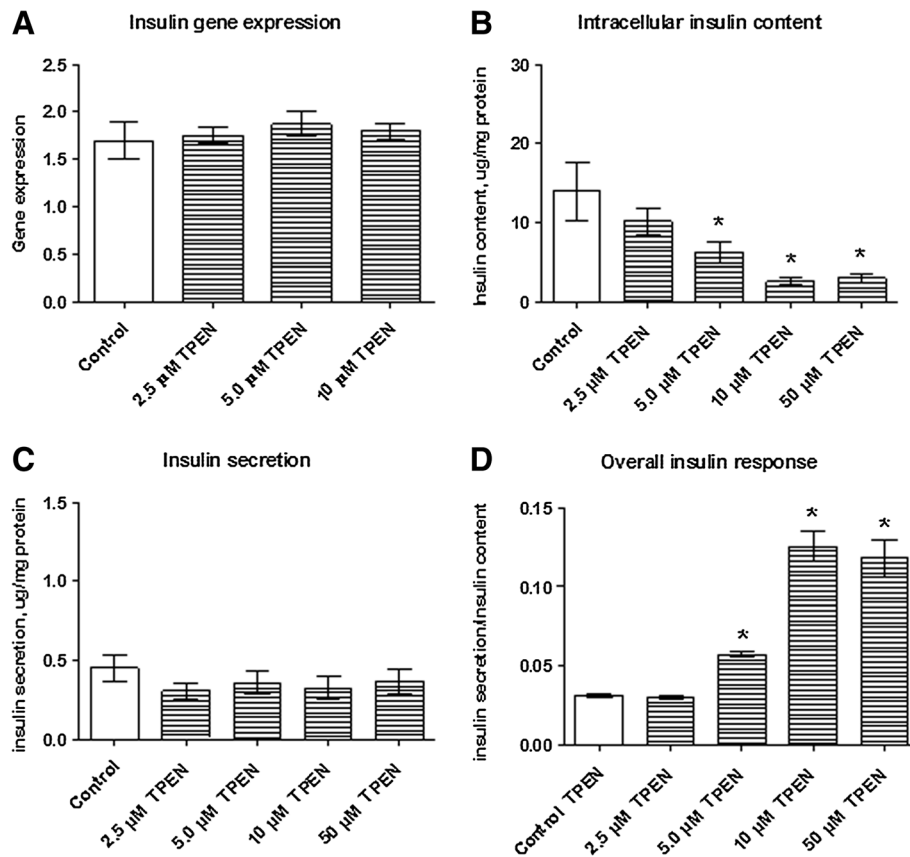 A Insulin gene expression
Gene expression
2.5
2.0
1.5
1.0
0.5
0.0
Control
2.5 µM TPEN
5.0 µM TPEN
10 µM TPEN
B Intracellular insulin content
Insulin content, ug/mg protein
30
20
10
0
*
*
*
Control
2.5 µM TPEN
5.0 µM TPEN
10 µM TPEN
50 µM TPEN
C Insulin secretion
insulin secretion, ug/mg protein
1.5
1.0
0.5
0.0
Control
2.5 µM TPEN
5.0 µM TPEN
10 µM TPEN
50 µM TPEN
D Overall insulin response
insulin secretion/insulin content
0.15
0.10
0.05
0.00
*
*
*
Control TPEN
2.5 µM TPEN
5.0 µM TPEN
10 µM TPEN
50 µM TPEN